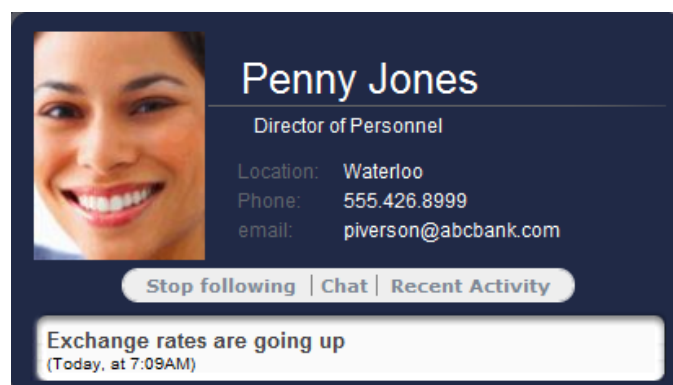 Penny Jones
Director of Personnel
Location: Waterloo
Phone: 555.426.8999
email: piverson@abcbank.com
Stop following | Chat | Recent Activity
Exchange rates are going up
(Today, at 7:09AM)